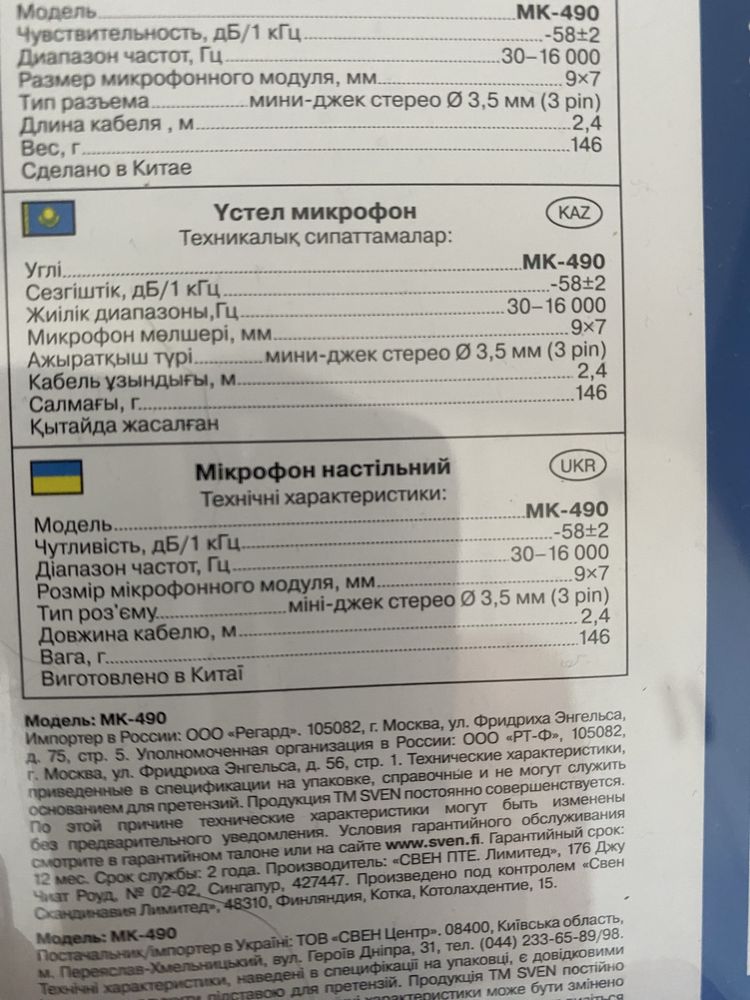 Модель................МК-490
Чувствительность, дБ/1 кГц................-58±2
Диапазон частот, Гц................30–16 000
Размер микрофонного модуля, мм................9×7
Тип разъема................мини-джек стерео Ø 3,5 мм (3 pin)
Длина кабеля , м................2,4
Вес, г................146
Сделано в Китае
Үстел микрофон
KAZ
Техникалық сипаттамалар:
Углі................МК-490
Сезгіштік, дБ/1 кГц................-58±2
Жиілік диапазоны,Гц................30–16 000
Микрофон мөлшері, мм................9×7
Ажыратқыш түрі................мини-джек стерео Ø 3,5 мм (3 pin)
Кабель ұзындығы, м................2,4
Салмағы, г................146
Қытайда жасалған
Мікрофон настільний
UKR
Технічні характеристики:
Модель................МК-490
Чутливість, дБ/1 кГц................-58±2
Діапазон частот, Гц................30–16 000
Розмір мікрофонного модуля, мм................9×7
Тип роз'єму................міні-джек стерео Ø 3,5 мм (3 pin)
Довжина кабелю, м................2,4
Вага, г................146
Виготовлено в Китаї
Модель: МК-490
Импортер в России: ООО «Регард». 105082, г. Москва, ул. Фридриха Энгельса,
д. 75, стр. 5. Уполномоченная организация в России: ООО «РТ-Ф», 105082,
г. Москва, ул. Фридриха Энгельса, д. 56, стр. 1. Технические характеристики,
приведенные в спецификации на упаковке, справочные и не могут служить
основанием для претензий. Продукция ТМ SVEN постоянно совершенствуется.
По этой причине технические характеристики могут быть изменены
без предварительного уведомления. Условия гарантийного обслуживания
смотрите в гарантийном талоне или на сайте www.sven.fi. Гарантийный срок:
12 мес. Срок службы: 2 года. Производитель: «СВЕН ПТЕ. Лимитед», 176 Джу
Чиат Роуд, № 02-02, Сингапур, 427447. Произведено под контролем «Свен
Скандинавия Лимитед», 48310, Финляндия, Котка, Котолахдентие, 15.
Модель: МК-490
Постачальник/імпортер в Україні: ТОВ «СВЕН Центр». 08400, Київська область,
м. Переяслав-Хмельницький, вул. Героїв Дніпра, 31, тел. (044) 233-65-89/98.
Технічні характеристики, наведені в специфікації на упаковці, є довідковими
підставою для претензій. Продукція ТМ SVEN постійно
характеристики може бути змінено